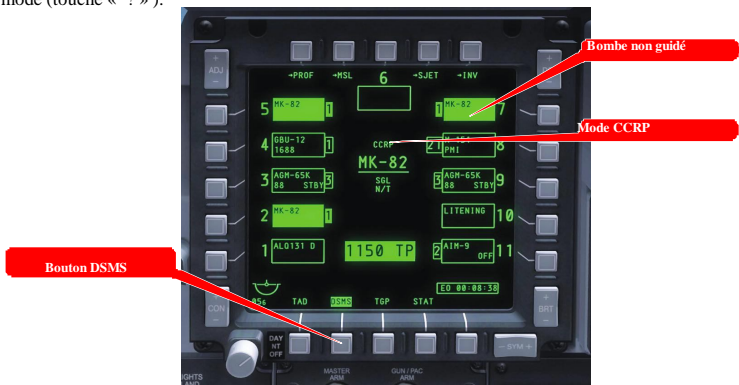 mode (touche « ? » ).
Bombe non guidé
ADJ
→PROF →MSL 6 →SJET →INV
5 MK-82 1
1 MK-82 7
Mode CCRP
4 GBU-12 1688 1
CCRP
8
PMI
MK-82
3 AGM-65K 88 STBY 3
SGL
N/T
3 AGM-65K 88 STBY 9
2 MK-82 1
LITENING 10
1 ALQ131 D
1150 TP
2 AIM-9 OFF 11
Bouton DSMS
EO 00:08:38
CON
TAD DSMS TGP STAT
BRT
DAY
NT
OFF
- SYM +
MASTER
ARM
GUN / PAC
ARM